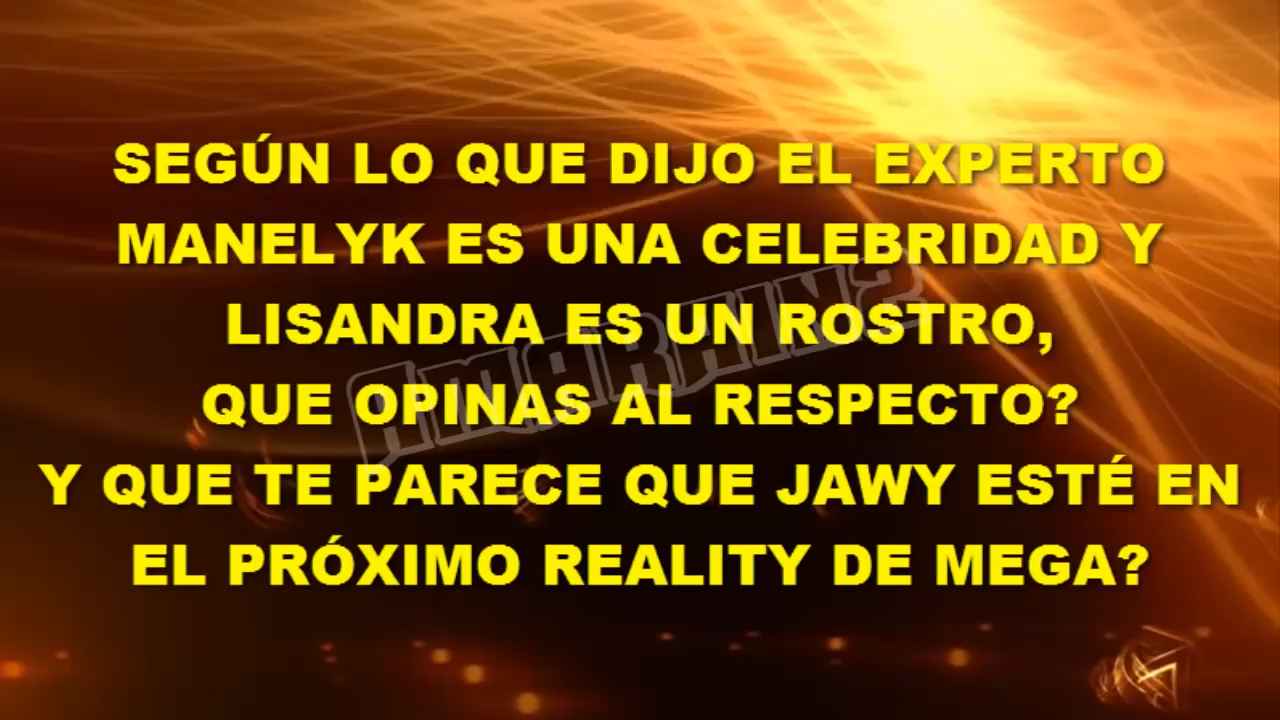 SEGÚN LO QUE DIJO EL EXPERTO
MANELYK ES UNA CELEBRIDAD Y
LISANDRA ES UN ROSTRO,
QUE OPINAS AL RESPECTO?
Y QUE TE PARECE QUE JAWY ESTÉ EN
EL PRÓXIMO REALITY DE MEGA?
AMARAINZ